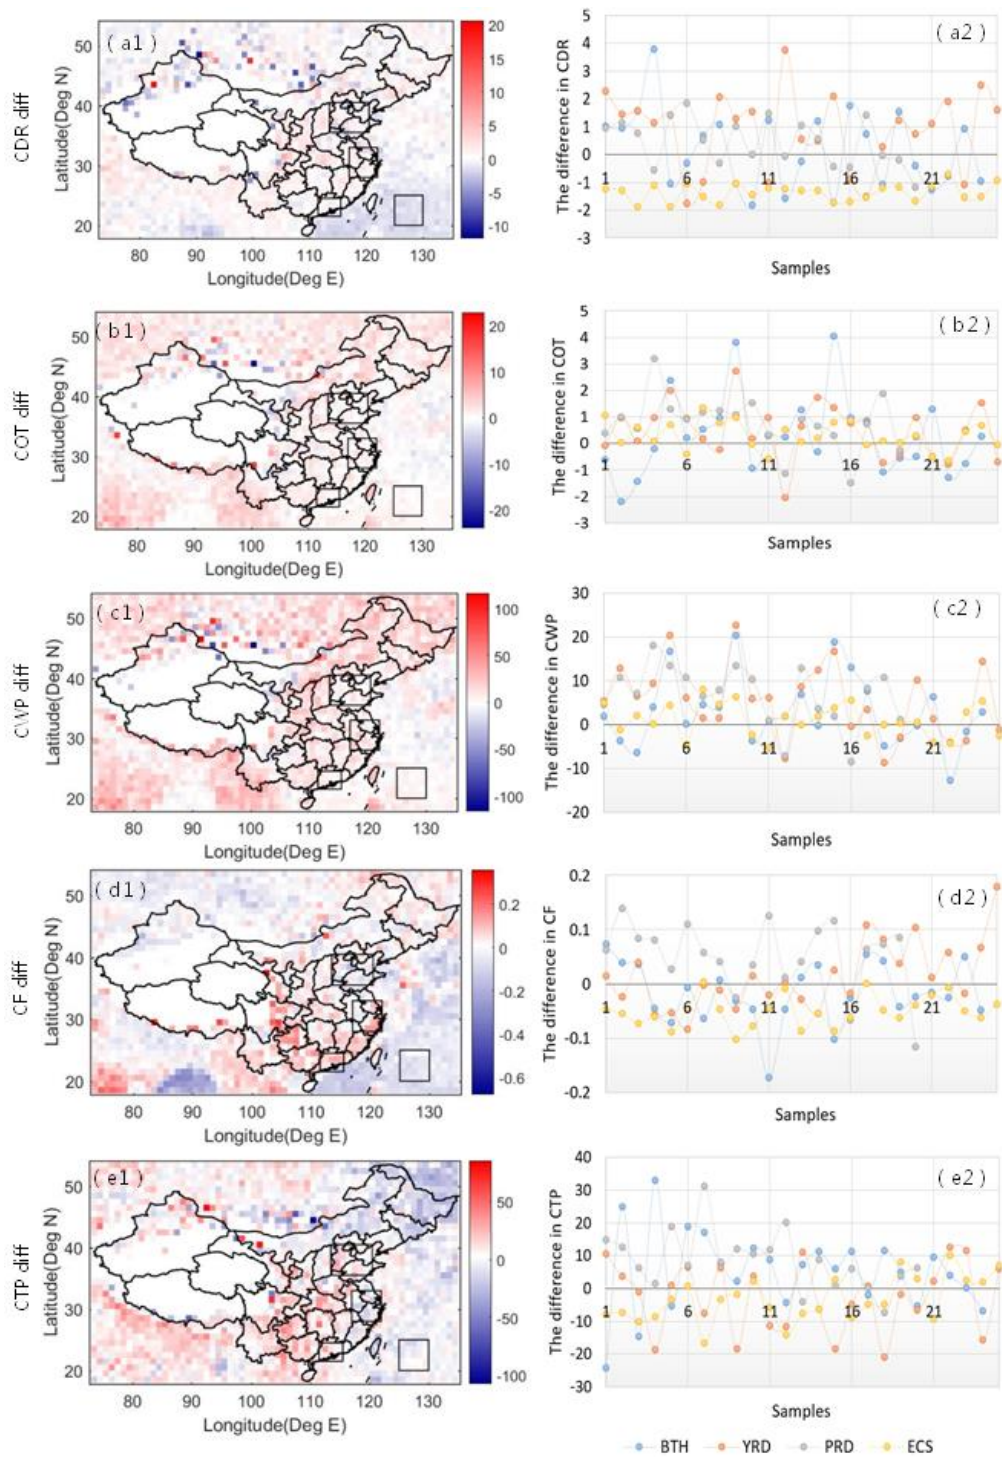 CDR diff
Latitude(Deg N)
( a1 )
50
40
30
20
80 90 100 110 120 130
Longitude(Deg E)
20
15
10
5
0
-5
-10
The difference in CDR
( a2 )
5
4
3
2
1
0
-1
-2
-3
1 6 11 16 21
Samples
COT diff
Latitude(Deg N)
( b1 )
50
40
30
20
80 90 100 110 120 130
Longitude(Deg E)
20
10
0
-10
-20
The difference in COT
( b2 )
5
4
3
2
1
0
-1
-2
-3
1 6 11 16 21
Samples
CWP diff
Latitude(Deg N)
( c1 )
50
40
30
20
80 90 100 110 120 130
Longitude(Deg E)
100
50
0
-50
-100
The difference in CWP
( c2 )
30
20
10
0
-10
-20
1 6 11 16 21
Samples
CF diff
Latitude(Deg N)
( d1 )
50
40
30
20
80 90 100 110 120 130
Longitude(Deg E)
0.2
0
-0.2
-0.4
-0.6
The difference in CF
( d2 )
0.2
0.1
0
-0.1
-0.2
1 6 11 16 21
Samples
CTP diff
Latitude(Deg N)
( e1 )
50
40
30
20
80 90 100 110 120 130
Longitude(Deg E)
50
0
-50
-100
The difference in CTP
( e2 )
40
30
20
10
0
-10
-20
-30
1 6 11 16 21
Samples
BTH YRD PRD ECS